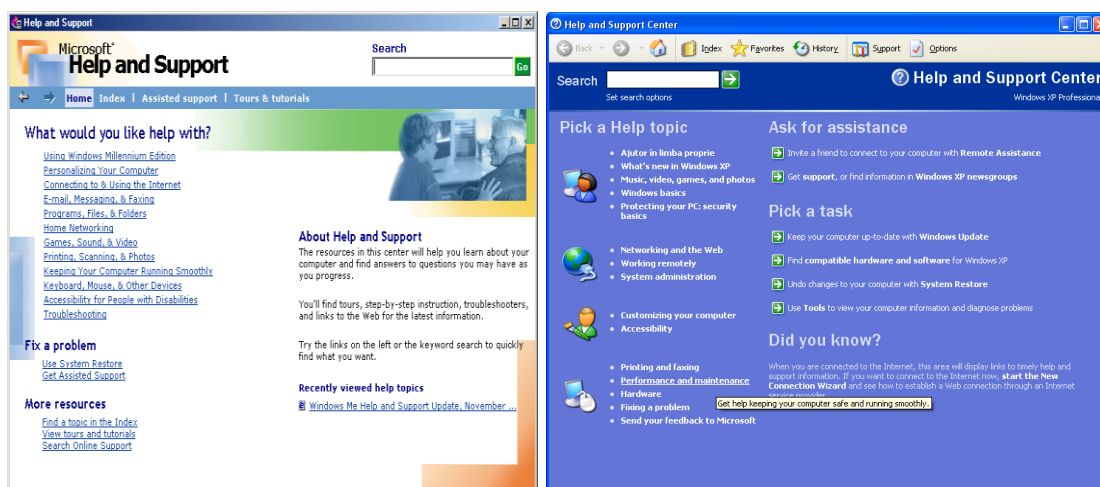 Help and Support
Microsoft®
Help and Support
Search
Go
Home Index | Assisted support | Tours & tutorials
What would you like help with?
Using Windows Millennium Edition
Personalizing Your Computer
Connecting to & Using the Internet
E-mail, Messaging, & Faxing
Programs, Files, & Folders
Home Networking
Games, Sound, & Video
Printing, Scanning, & Photos
Keeping Your Computer Running Smoothly
Keyboard, Mouse, & Other Devices
Accessibility for People with Disabilities
Troubleshooting
Fix a problem
Use System Restore
Get Assisted Support
More resources
Find a topic in the Index
View tours and tutorials
Search Online Support
About Help and Support
The resources in this center will help you learn about your
computer and find answers to questions you may have as
you progress.
You'll find tours, step-by-step instruction, troubleshooters,
and links to the Web for the latest information.
Try the links on the left or the keyword search to quickly
find what you want.
Recently viewed help topics
Windows Me Help and Support Update, November ...
Help and Support Center
Back Index Favorites History Support Options
Search
Set search options
Help and Support Center
Windows XP Professional
Pick a Help topic
Ajutor în limba proprie
What's new in Windows XP
Music, video, games, and photos
Windows basics
Protecting your PC: security
basics
Networking and the Web
Working remotely
System administration
Customizing your computer
Accessibility
Printing and faxing
Performance and maintenance
Hardware
Fixing a problem
Send your feedback to Microsoft
Get help keeping your computer safe and running smoothly.
Ask for assistance
Invite a friend to connect to your computer with Remote Assistance
Get support, or find information in Windows XP newsgroups
Pick a task
Keep your computer up-to-date with Windows Update
Find compatible hardware and software for Windows XP
Undo changes to your computer with System Restore
Use Tools to view your computer information and diagnose problems
Did you know?
When you are connected to the Internet, this area will display links to timely help and
support information. If you want to connect to the Internet now, start the New
Connection Wizard and see how to establish a Web connection through an Internet
service provider.